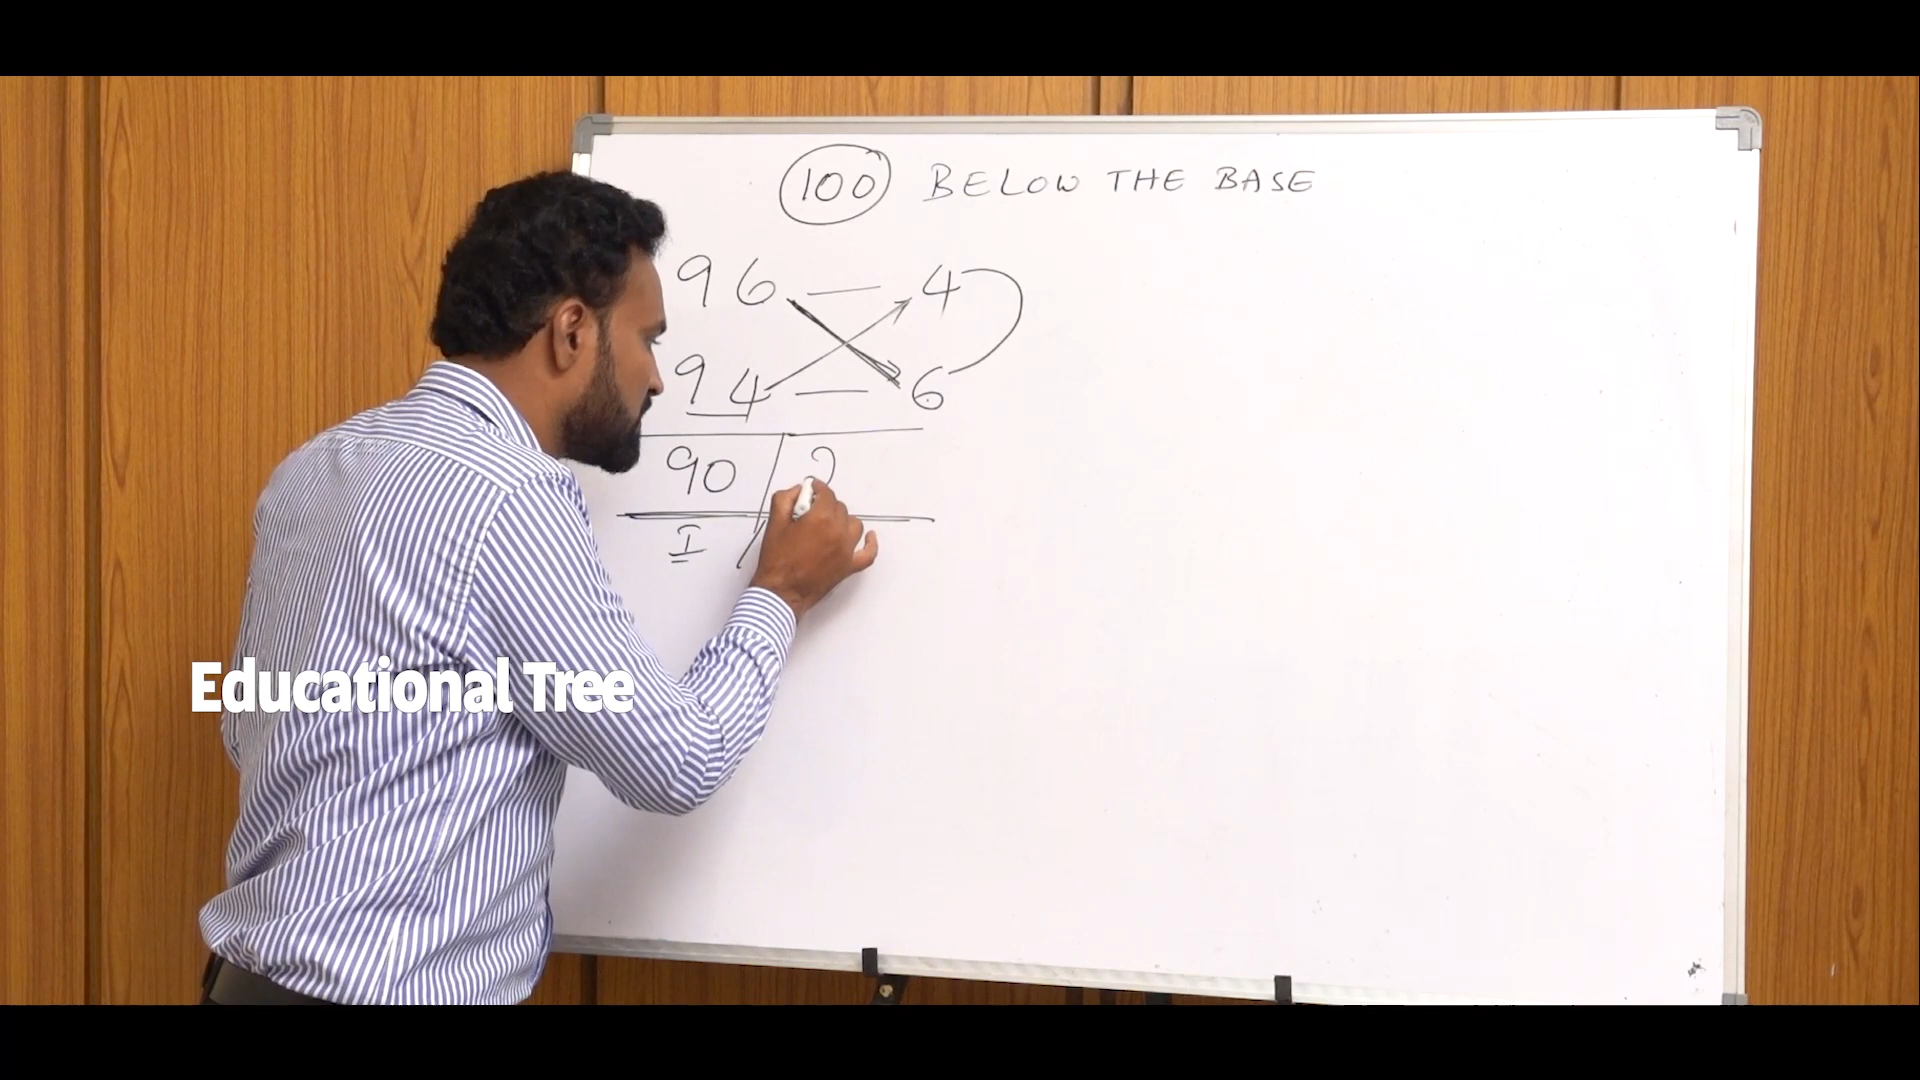 100 BELOW THE BASE
96 — 4
94 — 6
90 / 2
I /
Educational Tree